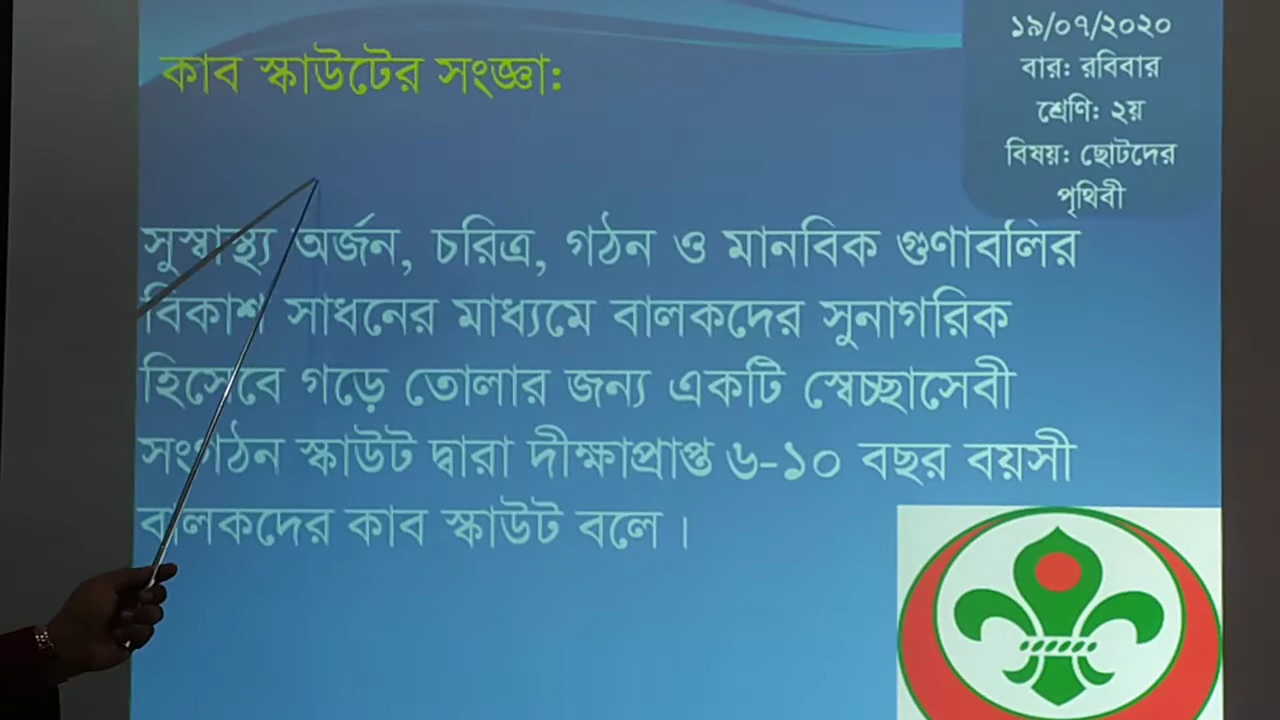 ১৯/০৭/২০২০
বার: রবিবার
শ্রেণি: ২য়
বিষয়: ছোটদের
পৃথিবী
কাব স্কাউটের সংজ্ঞা:
সুস্বাস্থ্য অর্জন, চরিত্র, গঠন ও মানবিক গুণাবলির
বিকাশ সাধনের মাধ্যমে বালকদের সুনাগরিক
হিসেবে গড়ে তোলার জন্য একটি স্বেচ্ছাসেবী
সংগঠন স্কাউট দ্বারা দীক্ষাপ্রাপ্ত ৬-১০ বছর বয়সী
বালকদের কাব স্কাউট বলে ।